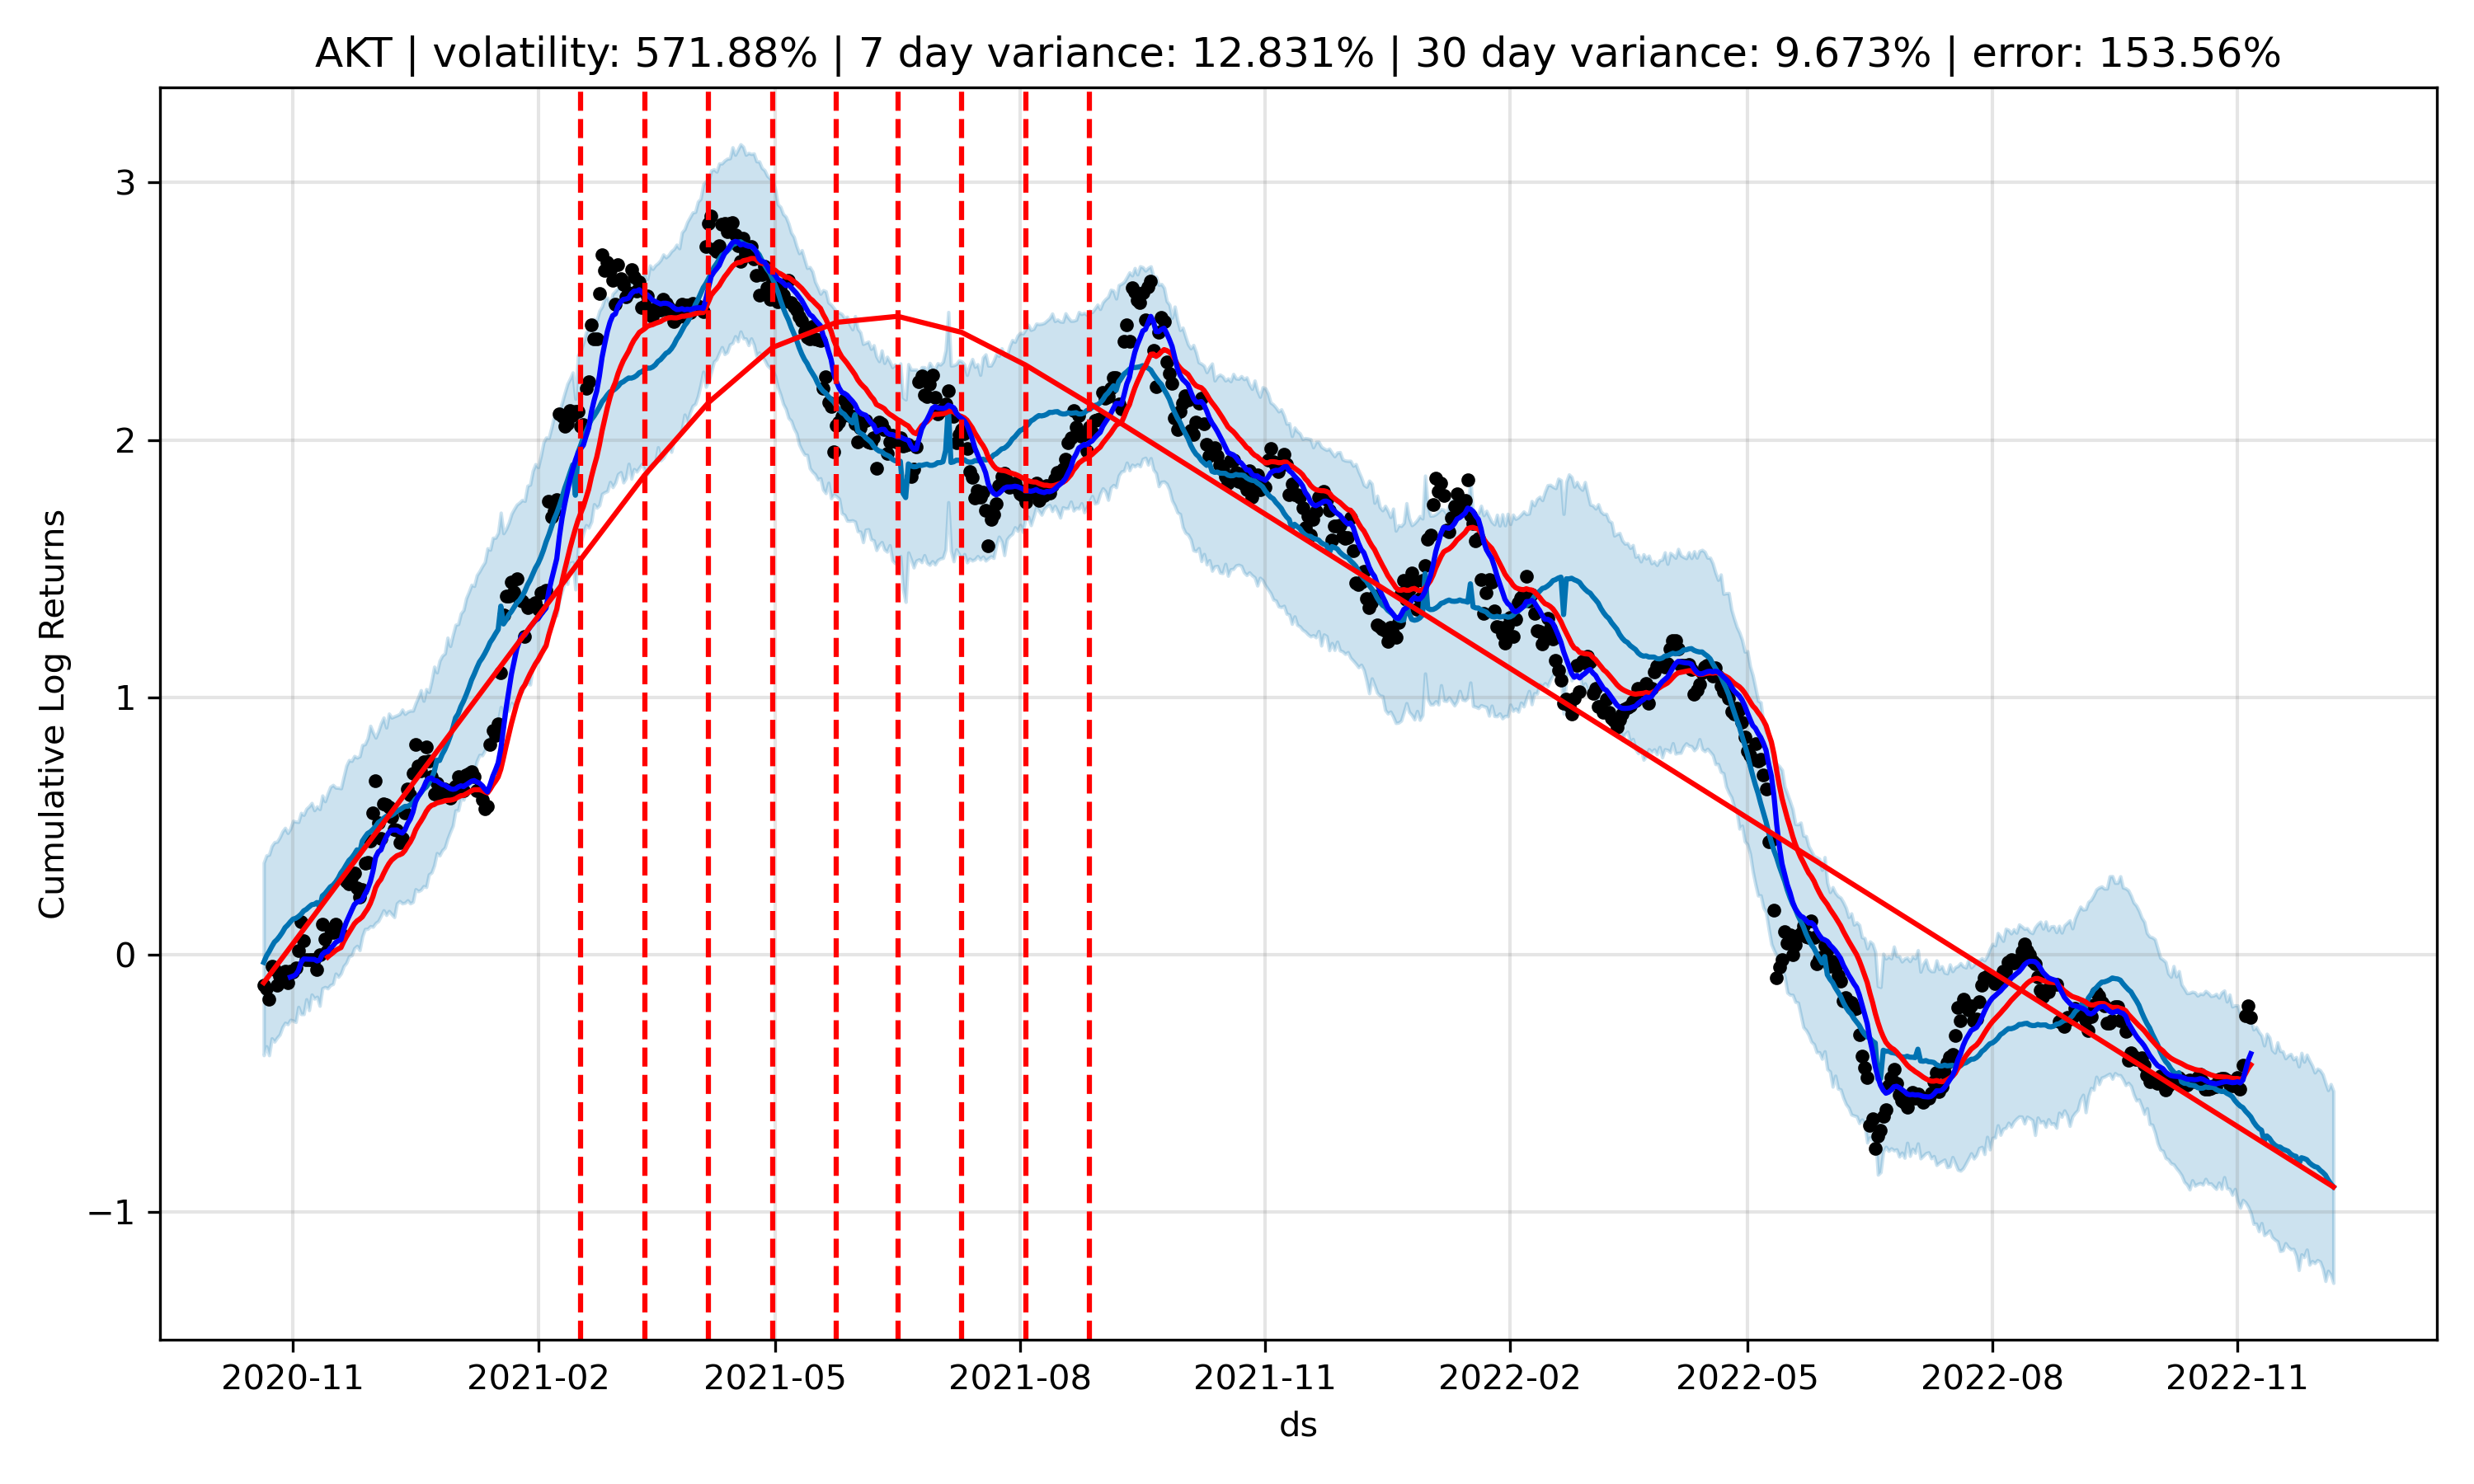 AKT | volatility: 571.88% | 7 day variance: 12.831% | 30 day variance: 9.673% | error: 153.56%
Cumulative Log Returns
3
2
1
0
−1
2020-11 2021-02 2021-05 2021-08 2021-11 2022-02 2022-05 2022-08 2022-11
ds